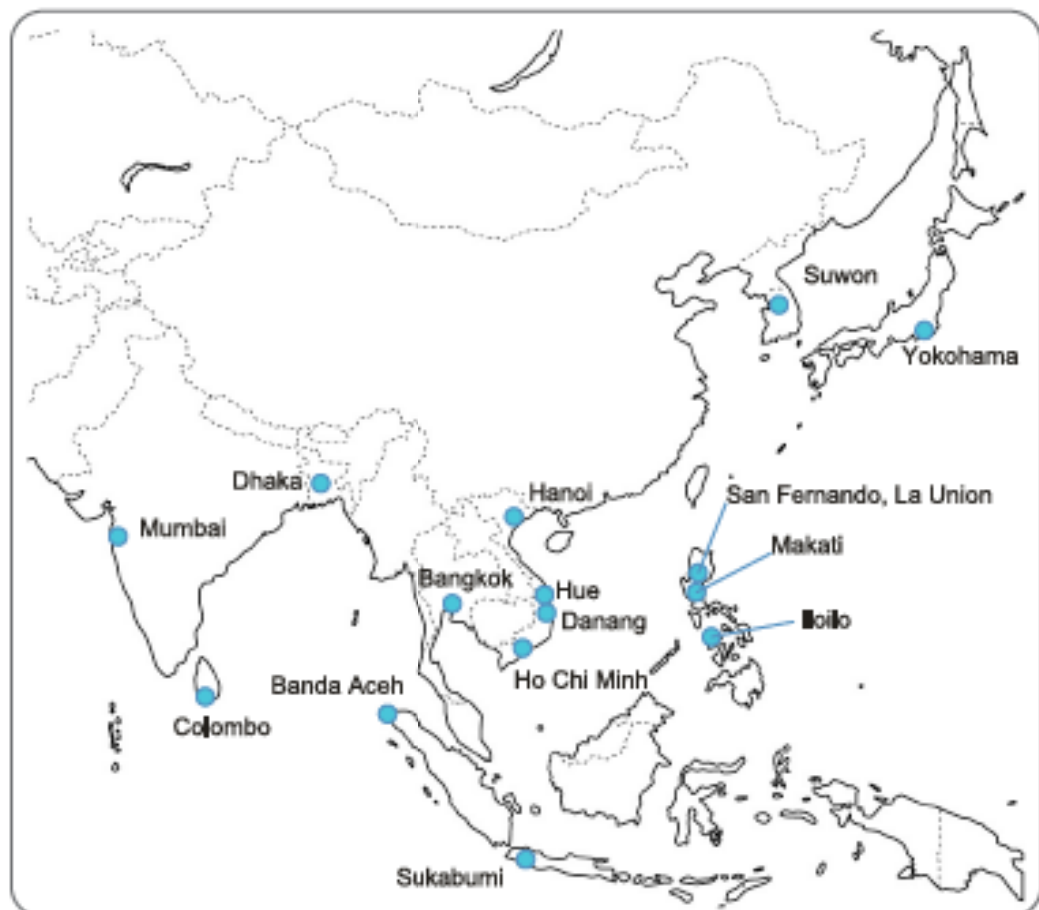 Suwon
Yokohama
Dhaka
Hanoi
San Fernando, La Union
Mumbai
Makati
Bangkok
Hue
Danang
Iloilo
Ho Chi Minh
Banda Aceh
Colombo
Sukabumi